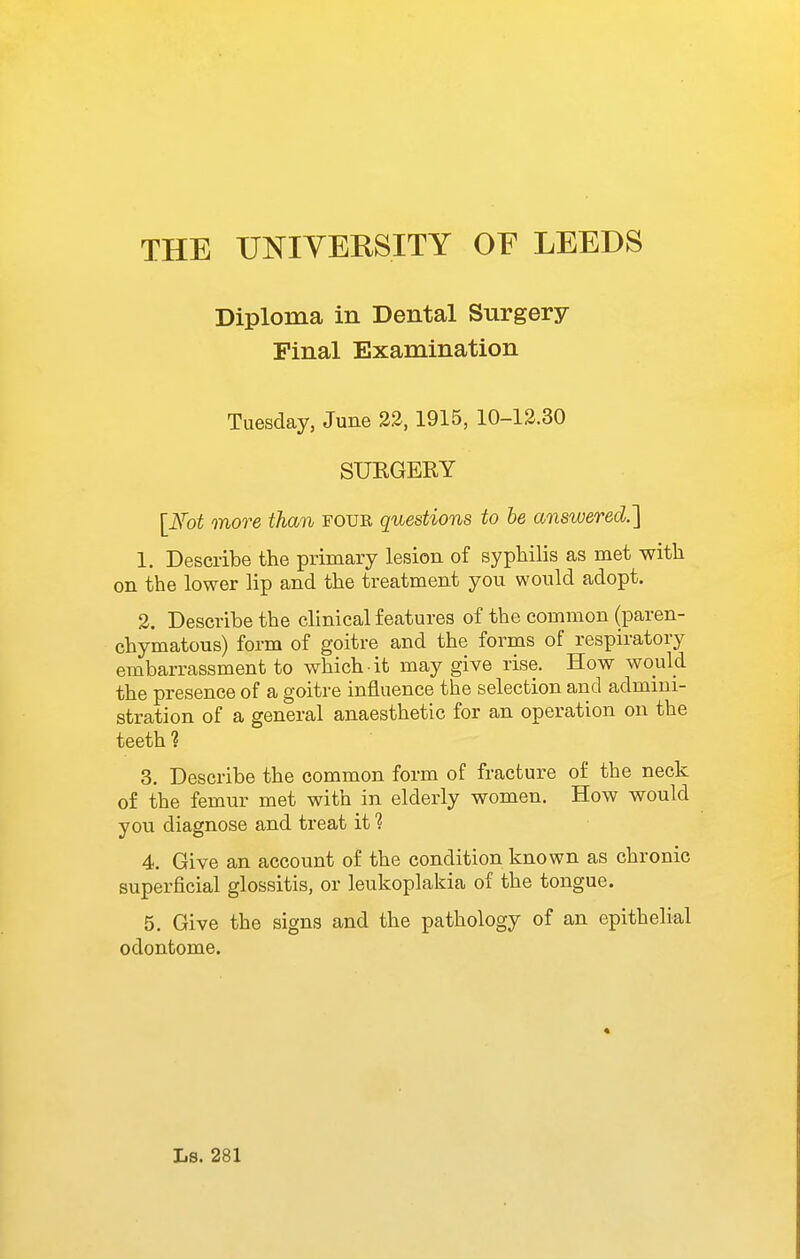 THE UNIVERSITY OF LEEDS
Diploma in Dental Surgery
Final Examination
Tuesday, June 22, 1915, 10-12.30
SURGERY
[Not more than FOUR questions to be answered.]
1. Describe the primary lesion of syphilis as met with
on the lower lip and the treatment you would adopt.
2. Describe the clinical features of the common (paren-
chymatous) form of goitre and the forms of respiratory
embarrassment to which it may give rise. How would
the presence of a goitre influence the selection and admini-
stration of a general anaesthetic for an operation on the
teeth?
3. Describe the common form of fracture of the neck
of the femur met with in elderly women. How would
you diagnose and treat it?
4. Give an account of the condition known as chronic
superficial glossitis, or leukoplakia of the tongue.
5. Give the signs and the pathology of an epithelial
odontome.
Ls. 281